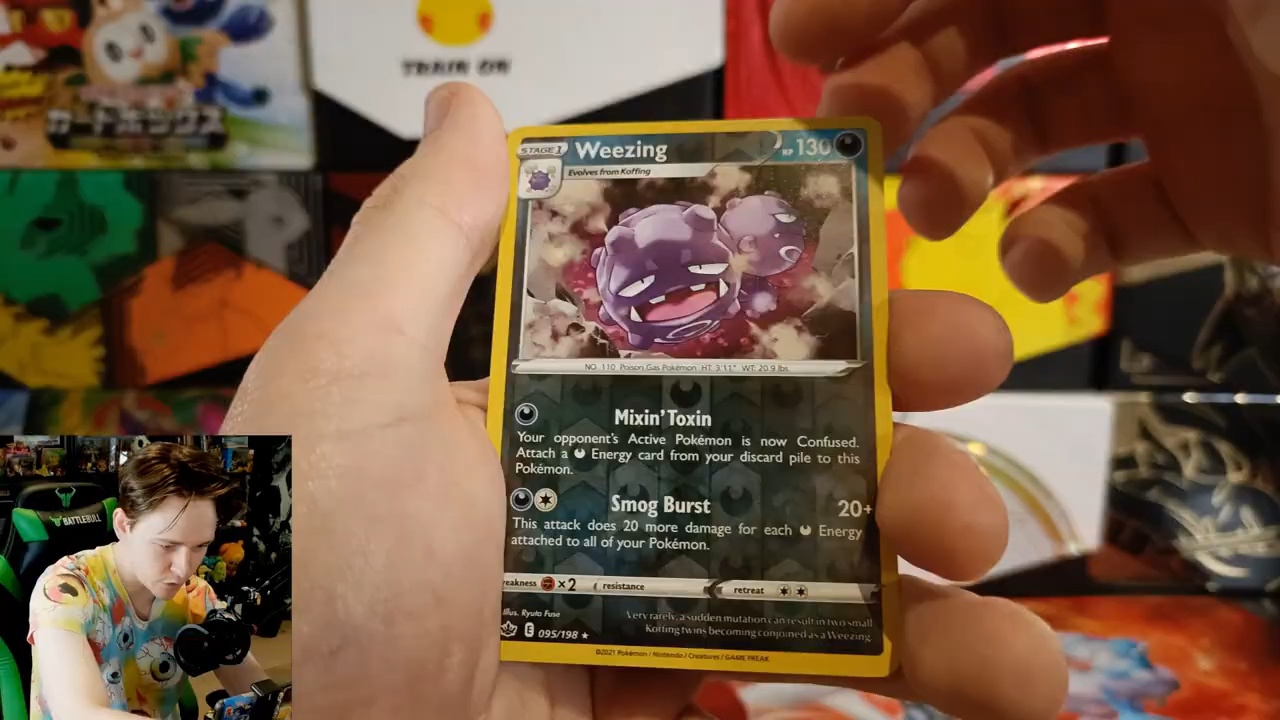 カードボックス
TRAIN ON
STAGE 1 Weezing HP 130
Evolves from Koffing
NO. 110 Poison Gas Pokémon HT: 3'11" WT: 20.9 lbs.
Mixin' Toxin
Your opponent's Active Pokémon is now Confused.
Attach a Energy card from your discard pile to this
Pokémon.
Smog Burst 20+
This attack does 20 more damage for each Energy
attached to all of your Pokémon.
weakness ×2 resistance retreat
Illus. Ryuta Fuse
Very rarely, a sudden mutation can result in two small
Koffing twins becoming conjoined as a Weezing.
E 095/198 ★
©2021 Pokémon / Nintendo / Creatures / GAME FREAK
BATTLEBULL